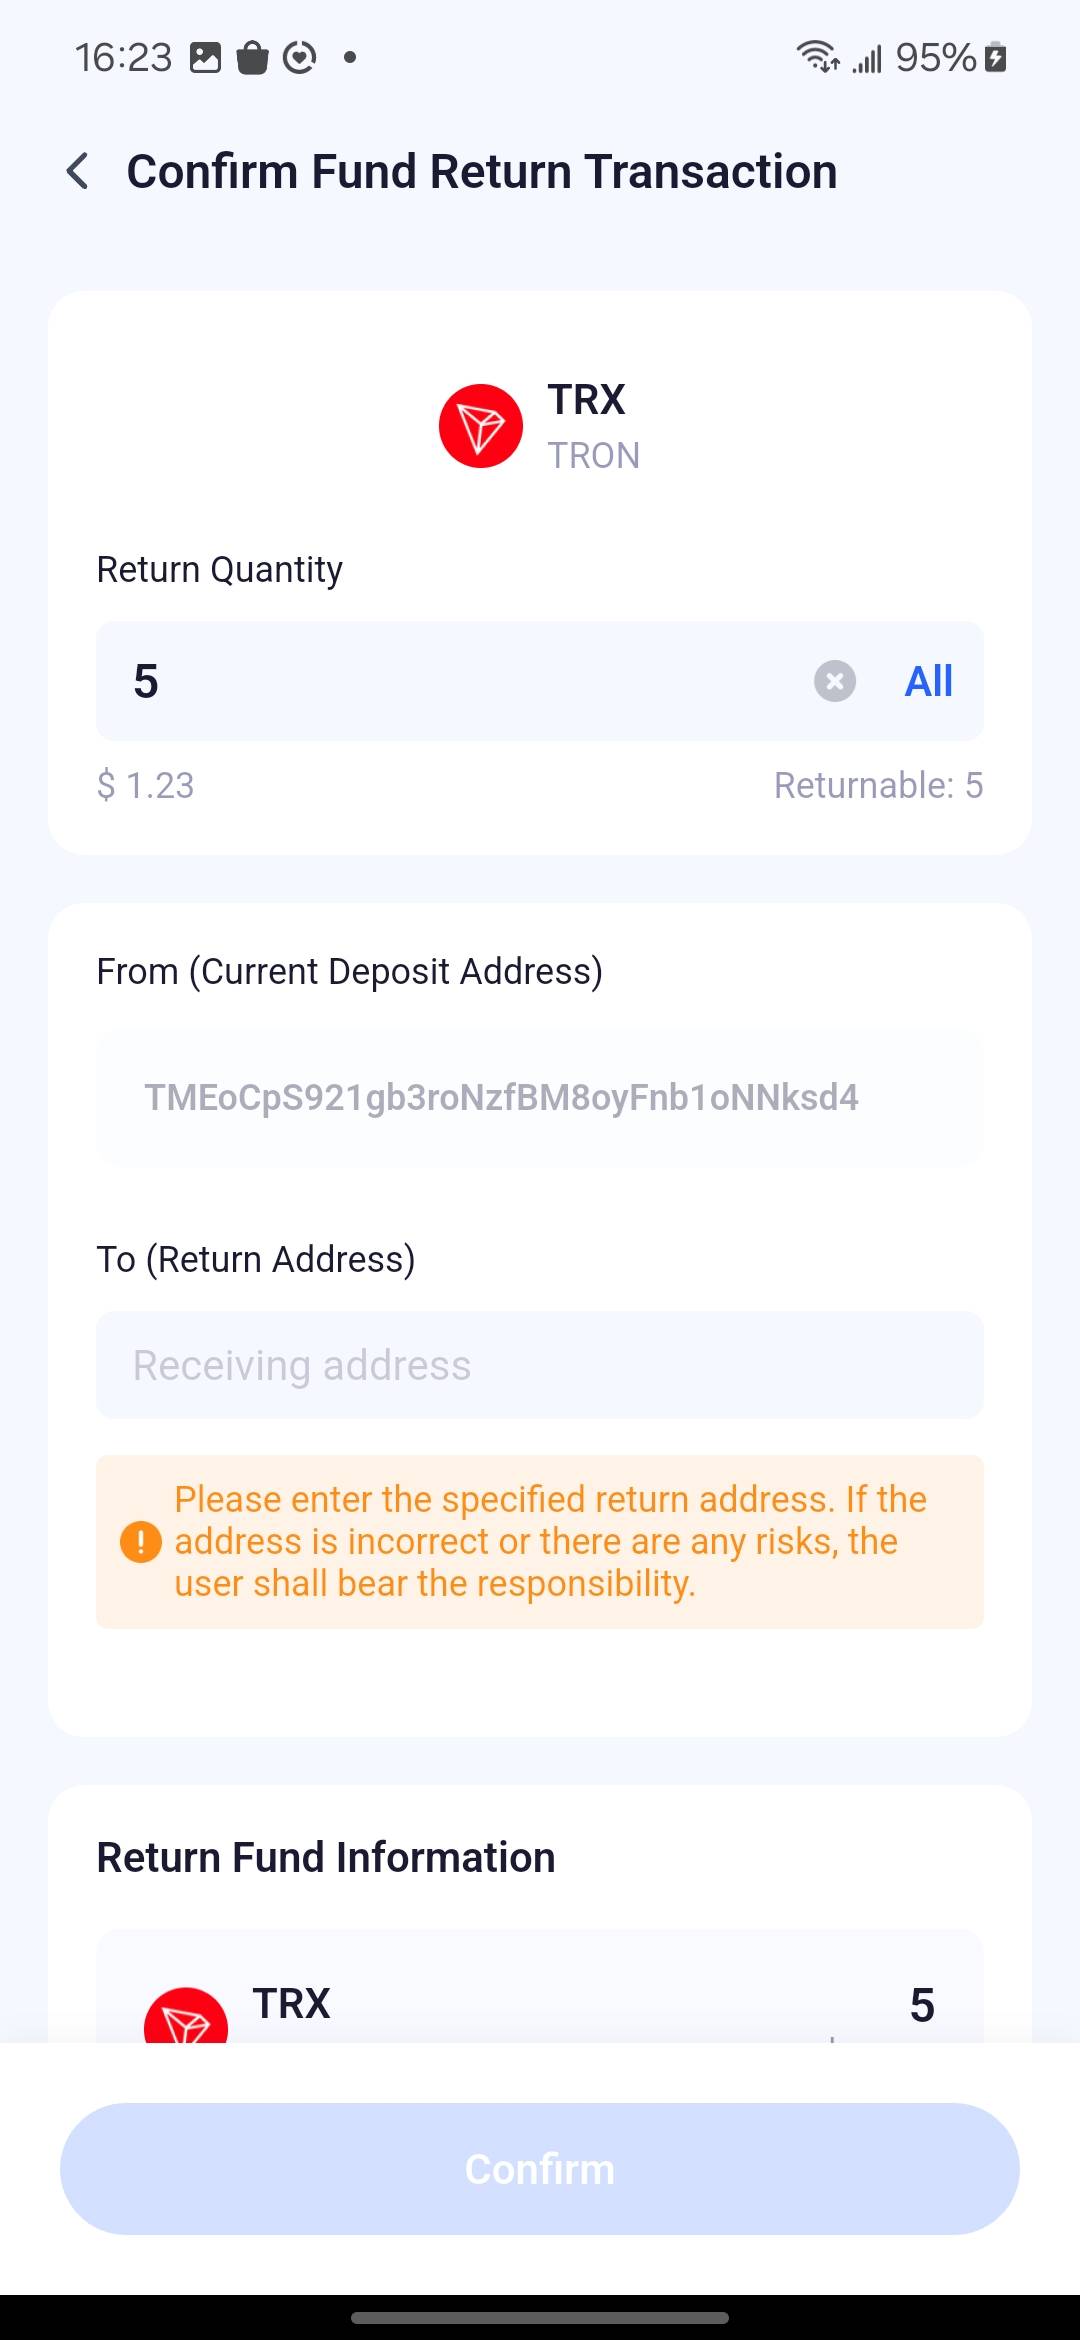 16:23
95%
Confirm Fund Return Transaction
TRX
TRON
Return Quantity
5
All
$ 1.23
Returnable: 5
From (Current Deposit Address)
TMEoCpS921gb3roNzfBM8oyFnb1oNNksd4
To (Return Address)
Receiving address
Please enter the specified return address. If the
address is incorrect or there are any risks, the
user shall bear the responsibility.
Return Fund Information
TRX
5
Confirm